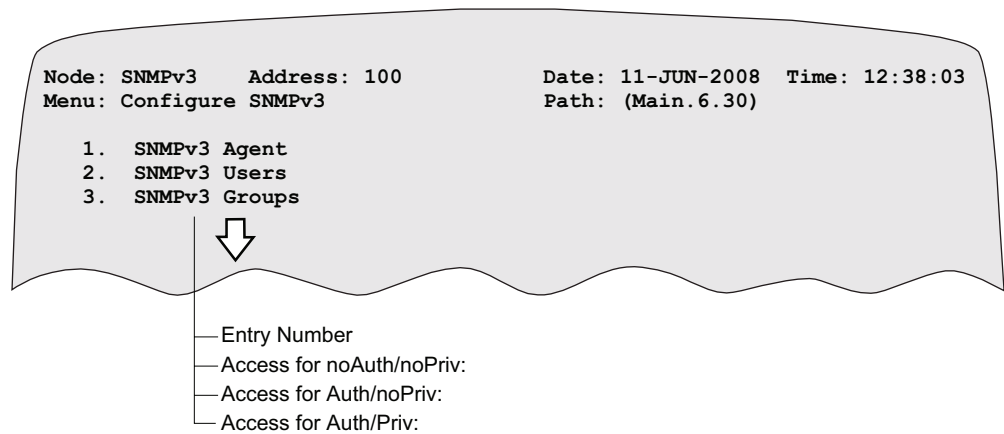 Node: SNMPv3 Address: 100 Date: 11-JUN-2008 Time: 12:38:03
Menu: Configure SNMPv3 Path: (Main.6.30)
1. SNMPv3 Agent
2. SNMPv3 Users
3. SNMPv3 Groups
Entry Number
Access for noAuth/noPriv:
Access for Auth/noPriv:
Access for Auth/Priv: